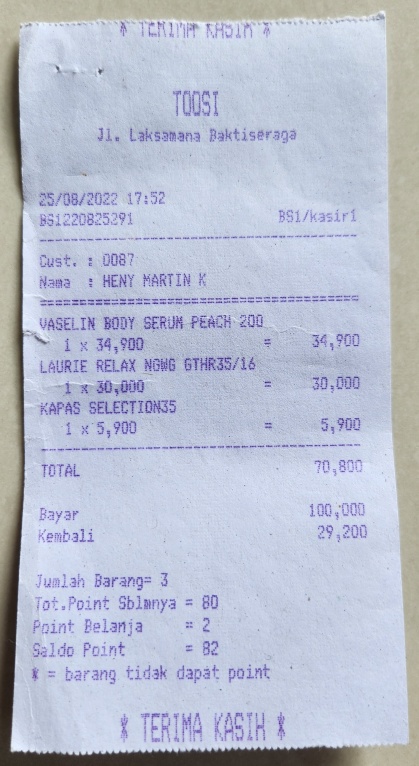 * TERIMA KASIH *
TOOSI
Jl. Laksamana Baktiseraga
25/08/2022 17:52
BS1220825291 BS1/kasir1
Cust. : 0087
Nama : HENY MARTIN K
VASELIN BODY SERUM PEACH 200
1 x 34,900 = 34,900
LAURIE RELAX NGWG GTHR35/16
1 x 30,000 = 30,000
KAPAS SELECTION35
1 x 5,900 = 5,900
TOTAL 70,800
Bayar 100,000
Kembali 29,200
Jumlah Barang= 3
Tot.Point Sblmnya = 80
Point Belanja = 2
Saldo Point = 82
* = barang tidak dapat point
* TERIMA KASIH *